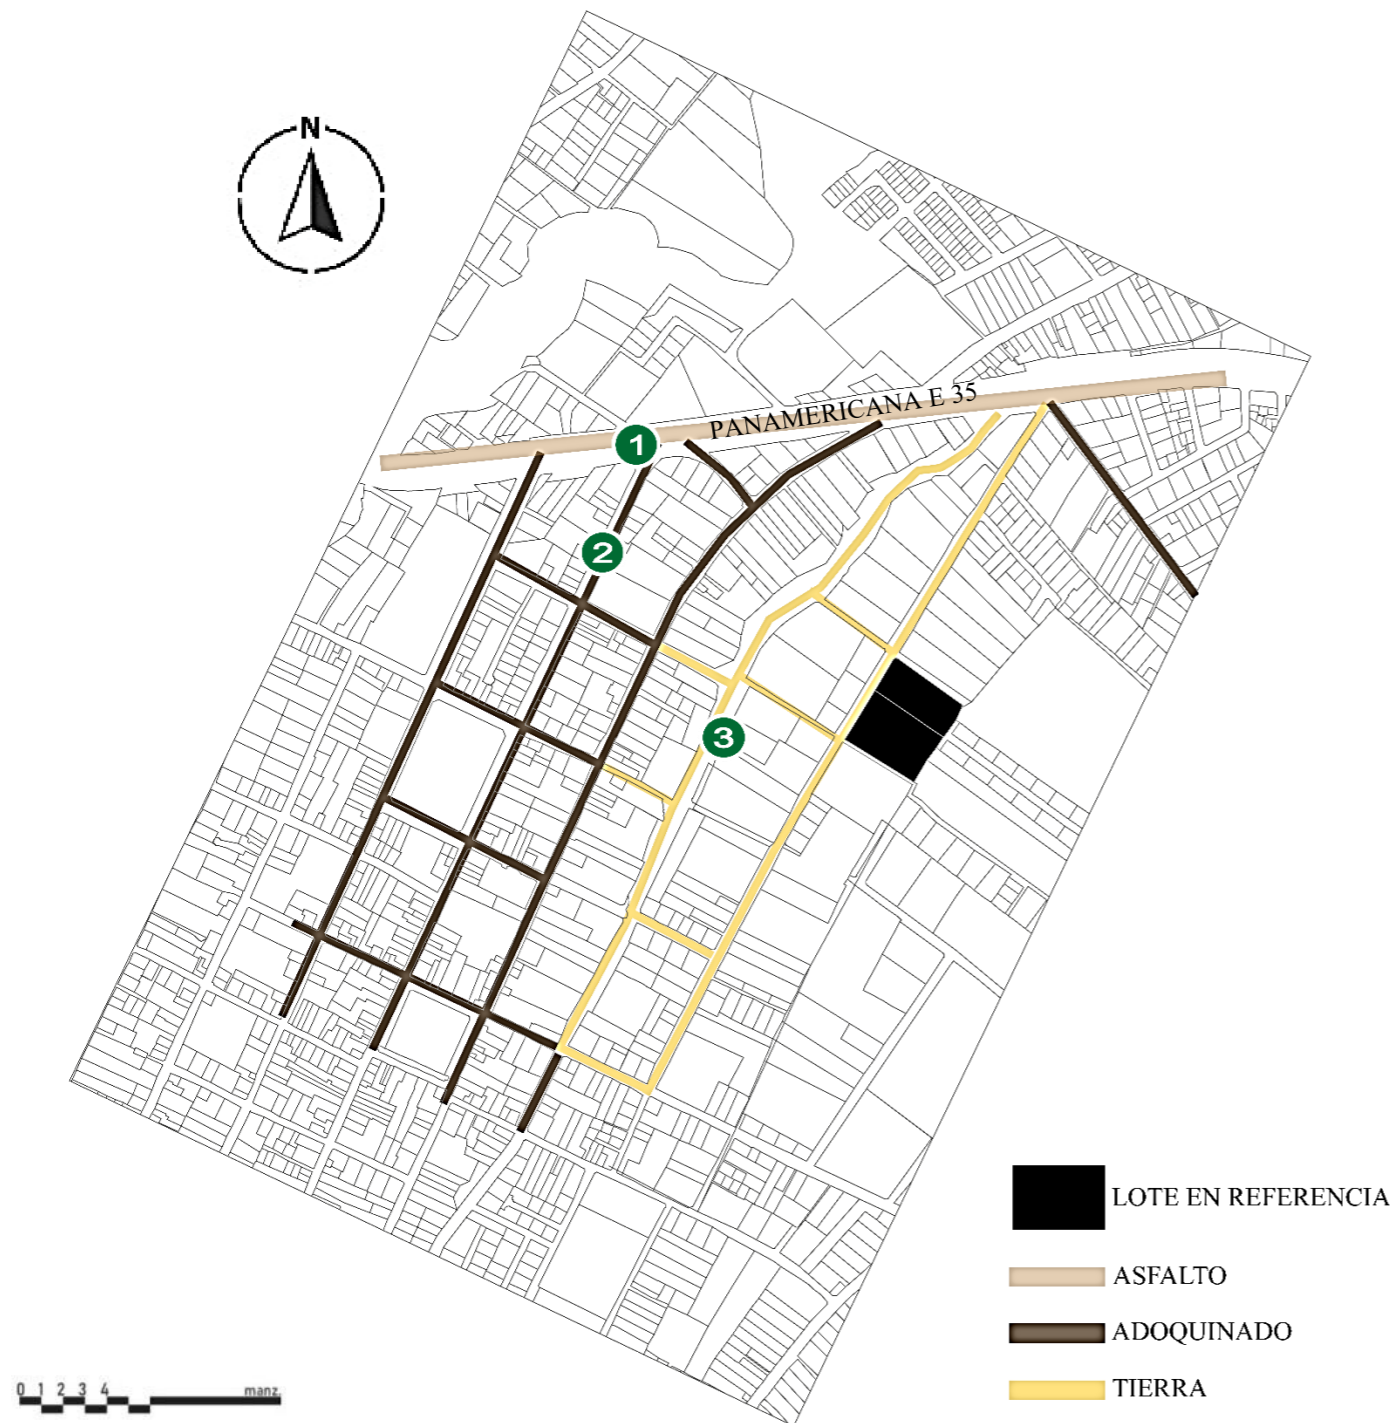 N
PANAMERICANA E 35
1
2
3
LOTE EN REFERENCIA
ASFALTO
ADOQUINADO
TIERRA
0 1 2 3 4 manz.